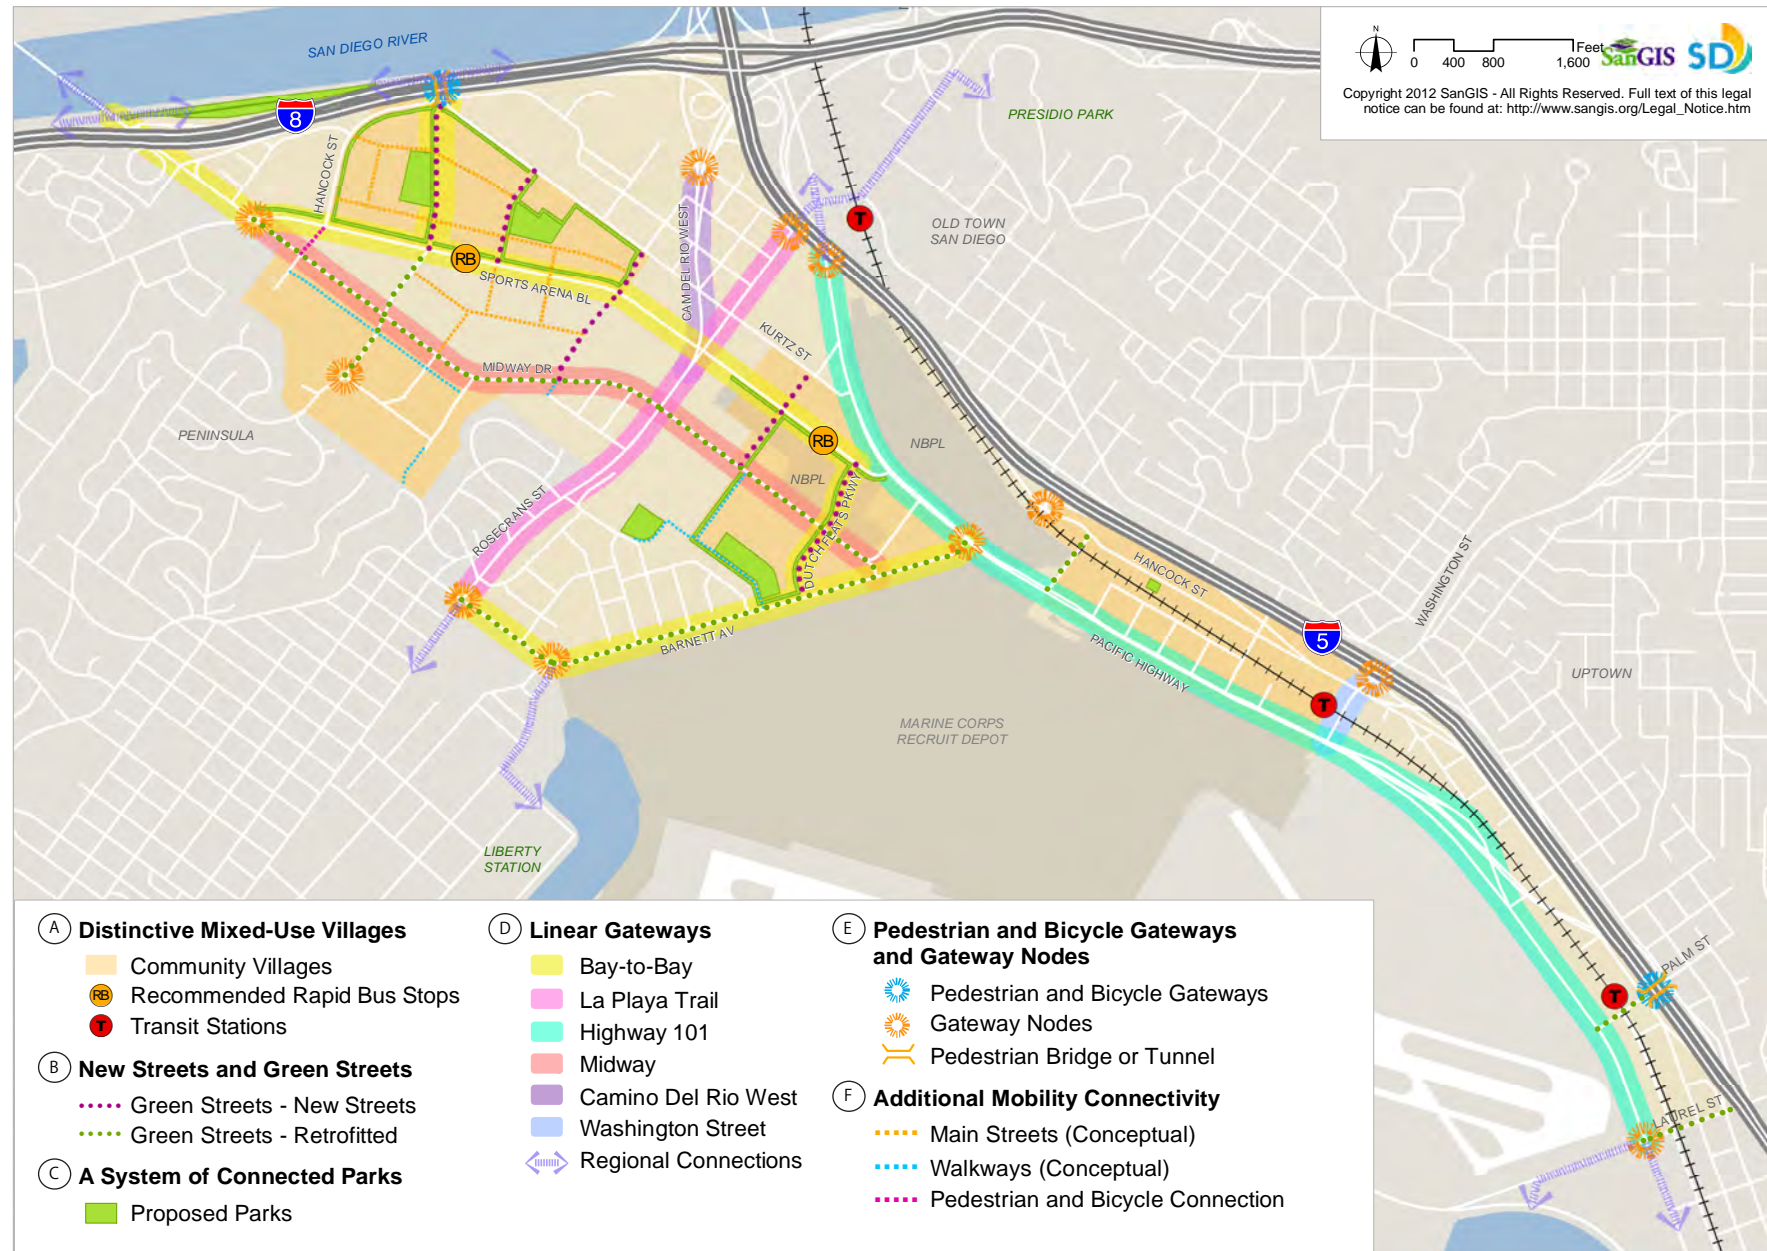 N
0 400 800 1,600 Feet
SanGIS
SD
Copyright 2012 SanGIS - All Rights Reserved. Full text of this legal
notice can be found at: http://www.sangis.org/Legal_Notice.htm
SAN DIEGO RIVER
8
PRESIDIO PARK
HANCOCK ST
CAM DEL RIO WEST
T
OLD TOWN
SAN DIEGO
RB
SPORTS ARENA BL
KURTZ ST
MIDWAY DR
PENINSULA
RB
NBPL
NBPL
ROSECRANS ST
DUTCH FLATS PKWY
HANCOCK ST
WASHINGTON ST
BARNETT AV
5
PACIFIC HIGHWAY
UPTOWN
T
MARINE CORPS
RECRUIT DEPOT
LIBERTY
STATION
PALM ST
T
LAUREL ST
A Distinctive Mixed-Use Villages
Community Villages
RB Recommended Rapid Bus Stops
T Transit Stations
B New Streets and Green Streets
Green Streets - New Streets
Green Streets - Retrofitted
C A System of Connected Parks
Proposed Parks
D Linear Gateways
Bay-to-Bay
La Playa Trail
Highway 101
Midway
Camino Del Rio West
Washington Street
Regional Connections
E Pedestrian and Bicycle Gateways
and Gateway Nodes
Pedestrian and Bicycle Gateways
Gateway Nodes
Pedestrian Bridge or Tunnel
F Additional Mobility Connectivity
Main Streets (Conceptual)
Walkways (Conceptual)
Pedestrian and Bicycle Connection